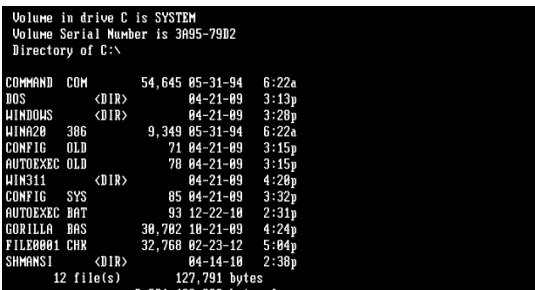 Volume in drive C is SYSTEM
Volume Serial Number is 3A95-79D2
Directory of C:\
COMMAND COM 54,645 05-31-94 6:22a
DOS <DIR> 04-21-09 3:13p
WINDOWS <DIR> 04-21-09 3:28p
WINA20 386 9,349 05-31-94 6:22a
CONFIG OLD 71 04-21-09 3:15p
AUTOEXEC OLD 78 04-21-09 3:15p
WIN311 <DIR> 04-21-09 4:20p
CONFIG SYS 85 04-21-09 3:32p
AUTOEXEC BAT 93 12-22-10 2:31p
GORILLA BAS 30,702 10-21-09 4:24p
FILE0001 CHK 32,768 02-23-12 5:04p
SHMANSI <DIR> 04-14-10 2:38p
12 file(s) 127,791 bytes